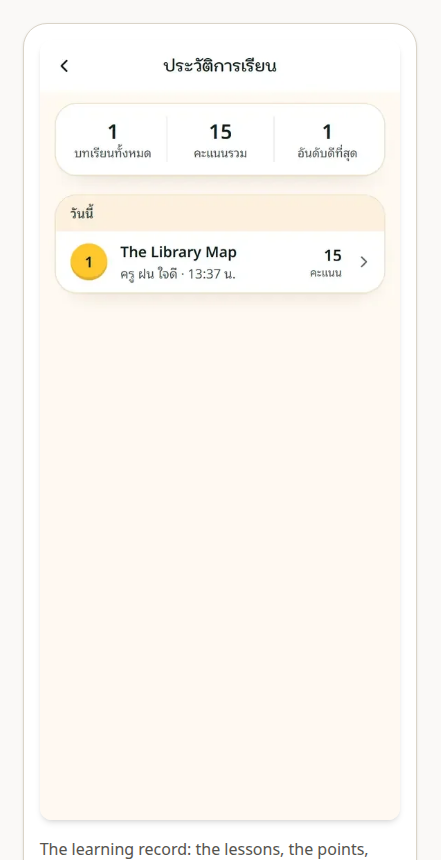 ประวัติการเรียน
1
บทเรียนทั้งหมด
15
คะแนนรวม
1
อันดับดีที่สุด
วันนี้
1
The Library Map
ครู ฝน ใจดี · 13:37 น.
15
คะแนน
The learning record: the lessons, the points,